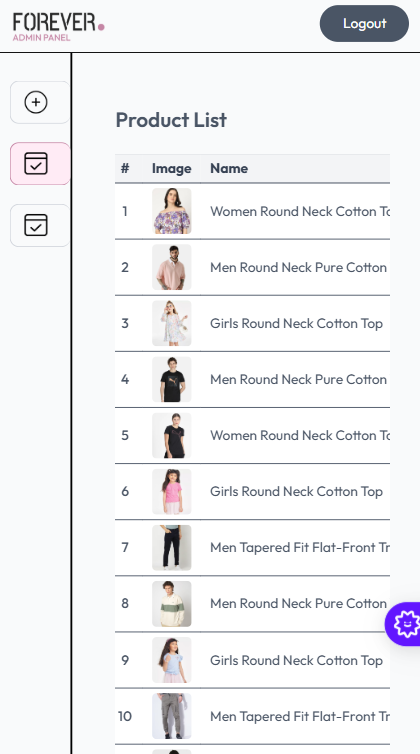 FOREVER.
ADMIN PANEL
Logout
Product List
# Image Name
1 Women Round Neck Cotton To
2 Men Round Neck Pure Cotton
3 Girls Round Neck Cotton Top
4 Men Round Neck Pure Cotton
5 Women Round Neck Cotton To
6 Girls Round Neck Cotton Top
7 Men Tapered Fit Flat-Front Tr
8 Men Round Neck Pure Cotton
9 Girls Round Neck Cotton Top
10 Men Tapered Fit Flat-Front Tr